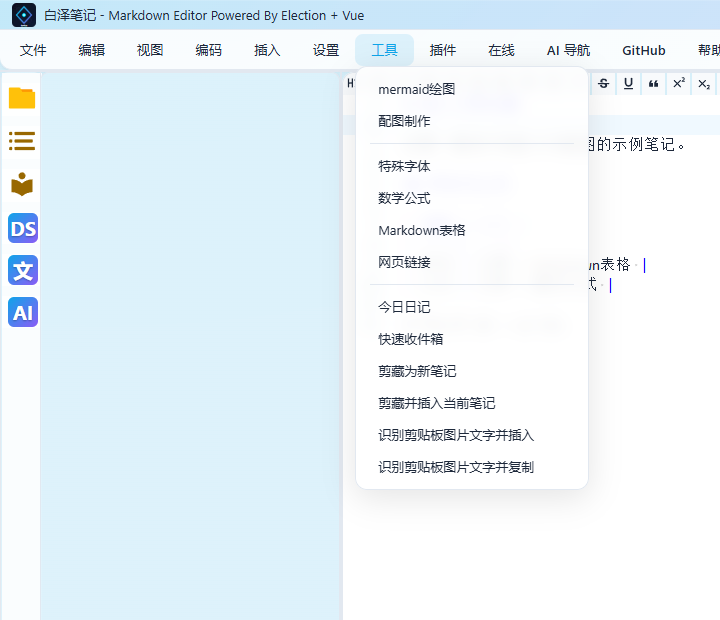 白泽笔记 - Markdown Editor Powered By Election + Vue
文件 编辑 视图 编码 插入 设置 工具 插件 在线 AI 导航 GitHub 帮助
S U “ X² X₂
mermaid绘图
配图制作
图的示例笔记。
特殊字体
数学公式
Markdown表格
网页链接
wn表格 |
式 |
今日日记
快速收件箱
剪藏为新笔记
剪藏并插入当前笔记
识别剪贴板图片文字并插入
识别剪贴板图片文字并复制
DS
文
AI